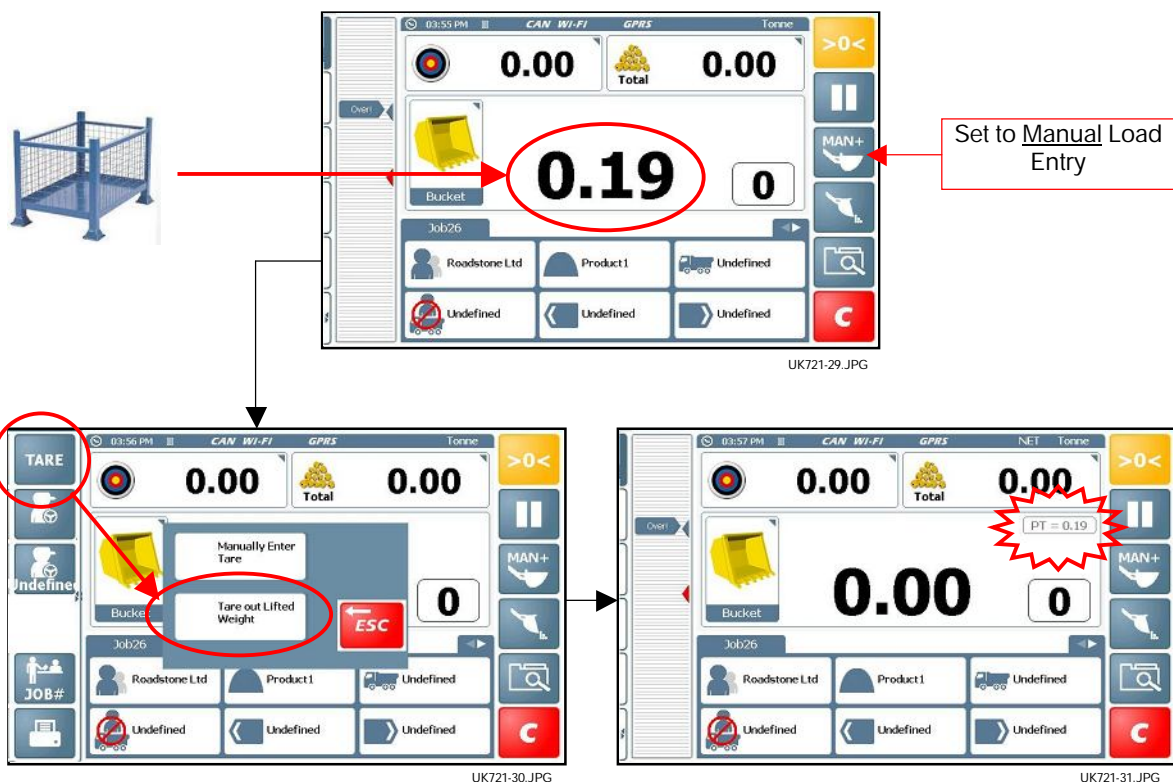 03:55 PM CAN WI-FI GPRS Tonne
0.00 Total 0.00
>0<
Over!
Bucket
0.19
0
MAN+
Set to Manual Load
Entry
Job26
Roadstone Ltd Product1 Undefined
Undefined Undefined Undefined
C
UK721-29.JPG
TARE
03:56 PM CAN WI-FI GPRS Tonne
0.00 Total 0.00
>0<
Manually Enter
Tare
MAN+
Undefine
Tare out Lifted
Weight
ESC
Bucket
0
Job26
JOB#
Roadstone Ltd Product1 Undefined
Undefined Undefined Undefined
C
UK721-30.JPG
03:57 PM CAN WI-FI GPRS NET Tonne
0.00 Total 0.00
>0<
PT = 0.19
Over!
MAN+
Bucket
0.00
0
Job26
Roadstone Ltd Product1 Undefined
Undefined Undefined Undefined
C
UK721-31.JPG